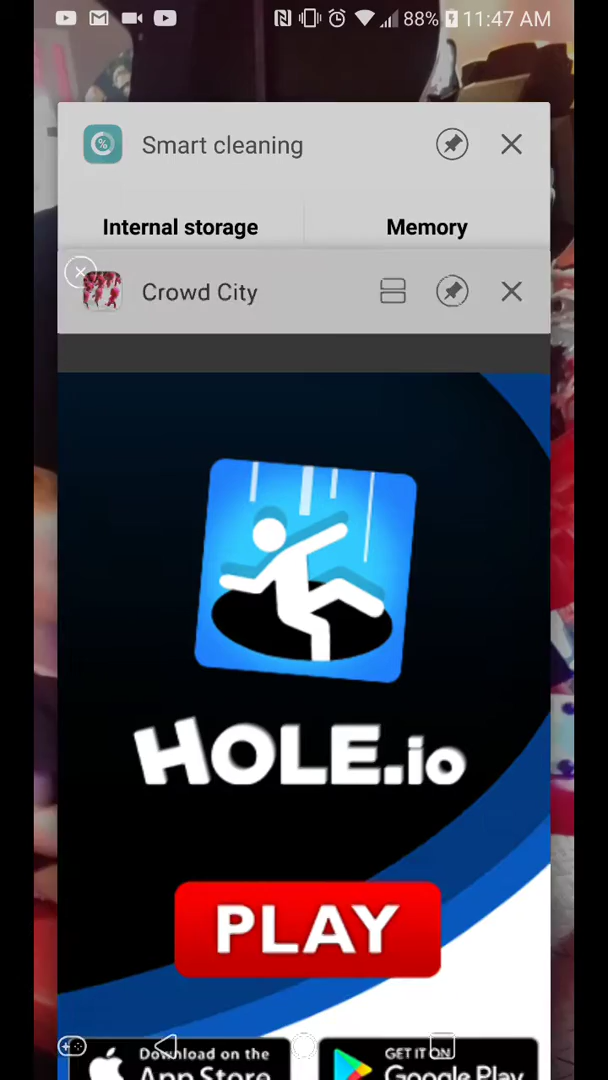 88% 11:47 AM
Smart cleaning
Internal storage Memory
Crowd City
HOLE.io
PLAY
Download on the GET IT ON
App Store Google Play